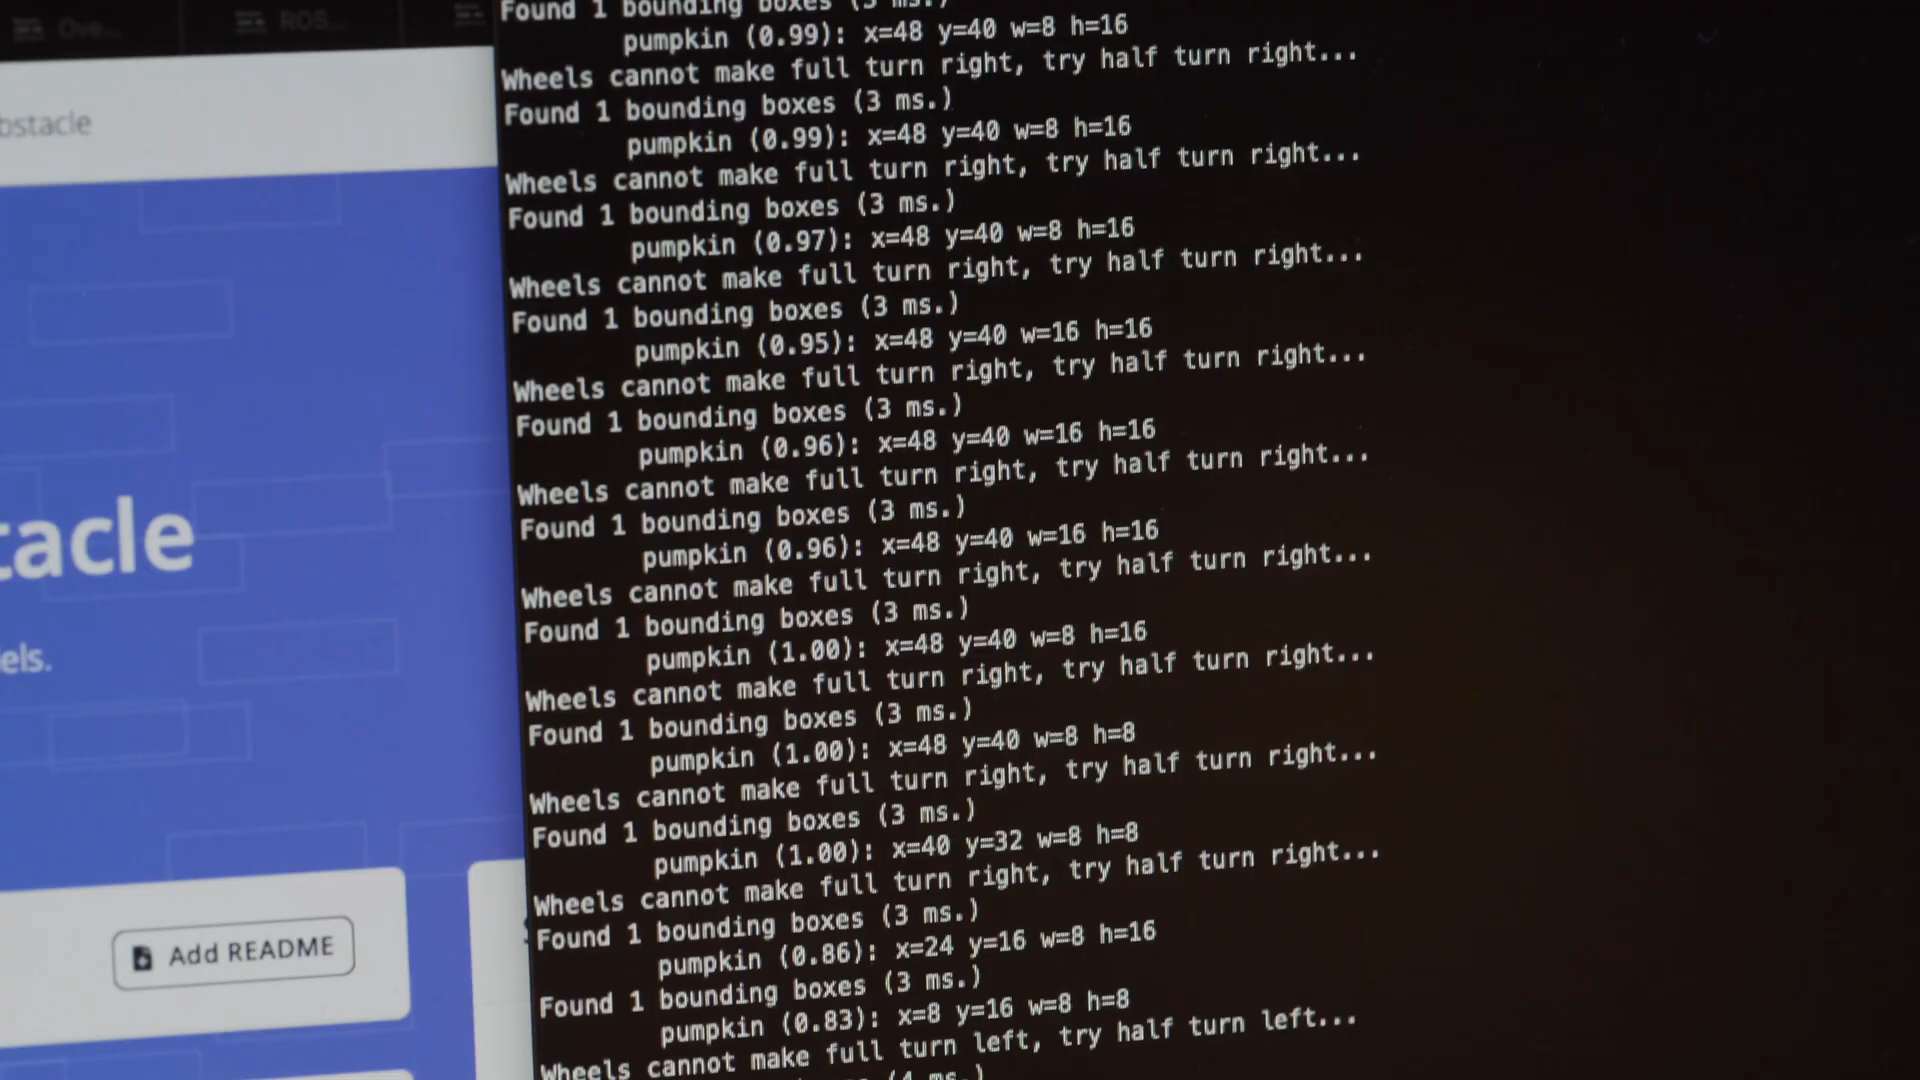 Ove...
ROS...
bstacle
tacle
els.
Add README
Found 1 bounding boxes (3 ms.)
pumpkin (0.99): x=48 y=40 w=8 h=16
Wheels cannot make full turn right, try half turn right...
Found 1 bounding boxes (3 ms.)
pumpkin (0.99): x=48 y=40 w=8 h=16
Wheels cannot make full turn right, try half turn right...
Found 1 bounding boxes (3 ms.)
pumpkin (0.97): x=48 y=40 w=8 h=16
Wheels cannot make full turn right, try half turn right...
Found 1 bounding boxes (3 ms.)
pumpkin (0.95): x=48 y=40 w=16 h=16
Wheels cannot make full turn right, try half turn right...
Found 1 bounding boxes (3 ms.)
pumpkin (0.96): x=48 y=40 w=16 h=16
Wheels cannot make full turn right, try half turn right...
Found 1 bounding boxes (3 ms.)
pumpkin (0.96): x=48 y=40 w=16 h=16
Wheels cannot make full turn right, try half turn right...
Found 1 bounding boxes (3 ms.)
pumpkin (1.00): x=48 y=40 w=8 h=16
Wheels cannot make full turn right, try half turn right...
Found 1 bounding boxes (3 ms.)
pumpkin (1.00): x=48 y=40 w=8 h=8
Wheels cannot make full turn right, try half turn right...
Found 1 bounding boxes (3 ms.)
pumpkin (1.00): x=40 y=32 w=8 h=8
Wheels cannot make full turn right, try half turn right...
Found 1 bounding boxes (3 ms.)
pumpkin (0.86): x=24 y=16 w=8 h=16
Found 1 bounding boxes (3 ms.)
pumpkin (0.83): x=8 y=16 w=8 h=8
Wheels cannot make full turn left, try half turn left...